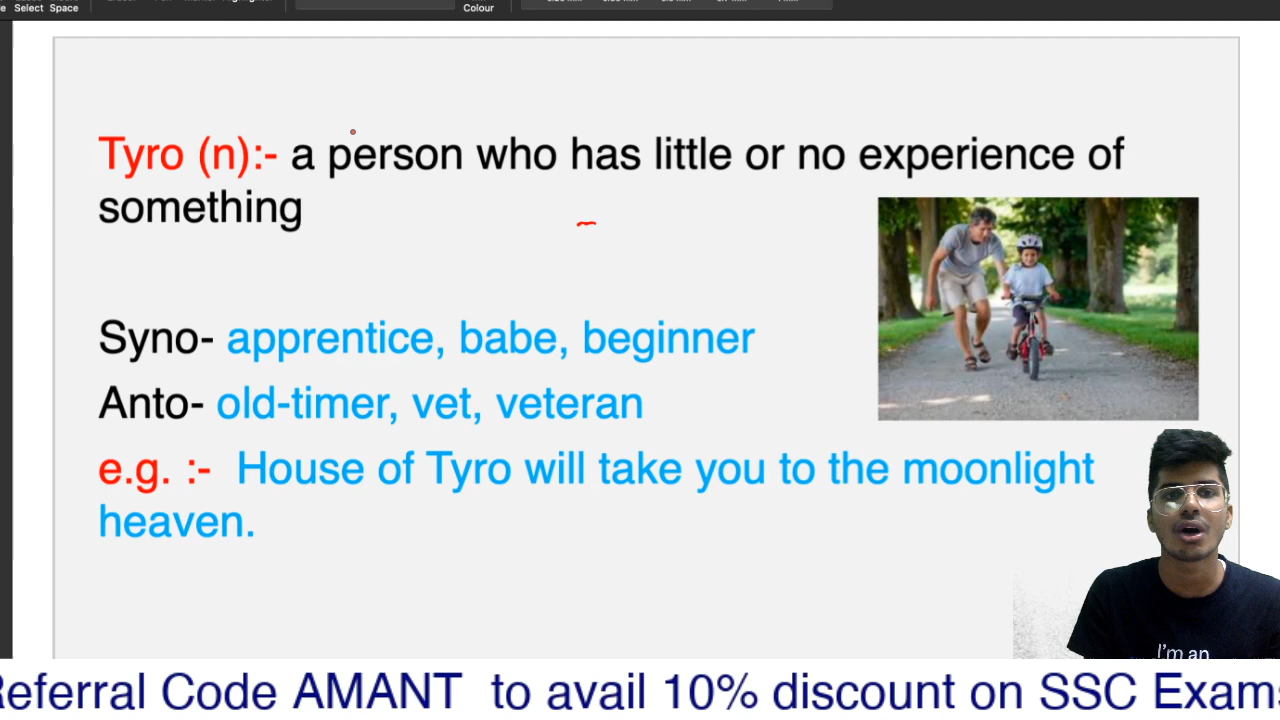 Select Space
Colour
Tyro (n):- a person who has little or no experience of
something
Syno- apprentice, babe, beginner
Anto- old-timer, vet, veteran
e.g. :- House of Tyro will take you to the moonlight
heaven.
I'm an
Referral Code AMANT to avail 10% discount on SSC Exams